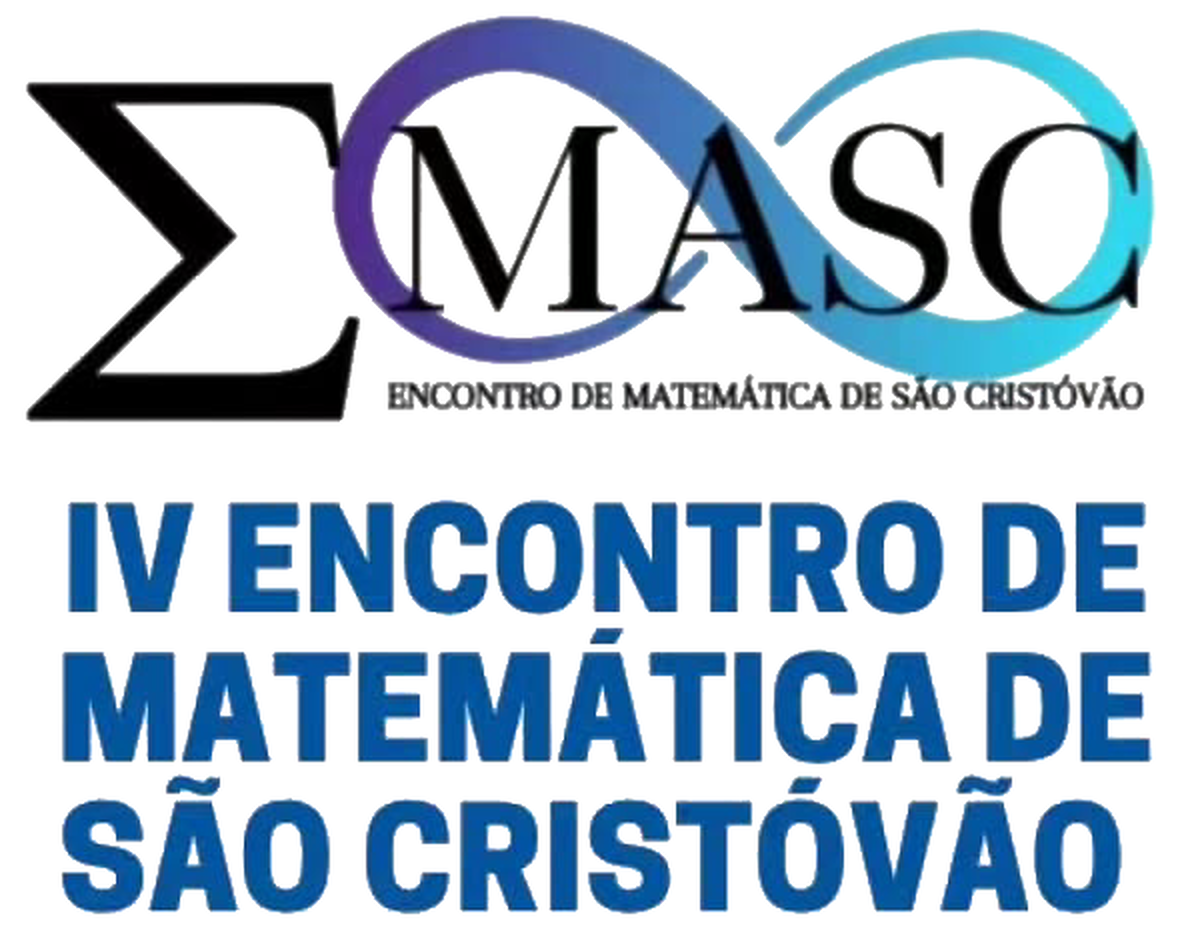 ΣMASC
ENCONTRO DE MATEMÁTICA DE SÃO CRISTÓVÃO
IV ENCONTRO DE
MATEMÁTICA DE
SÃO CRISTÓVÃO